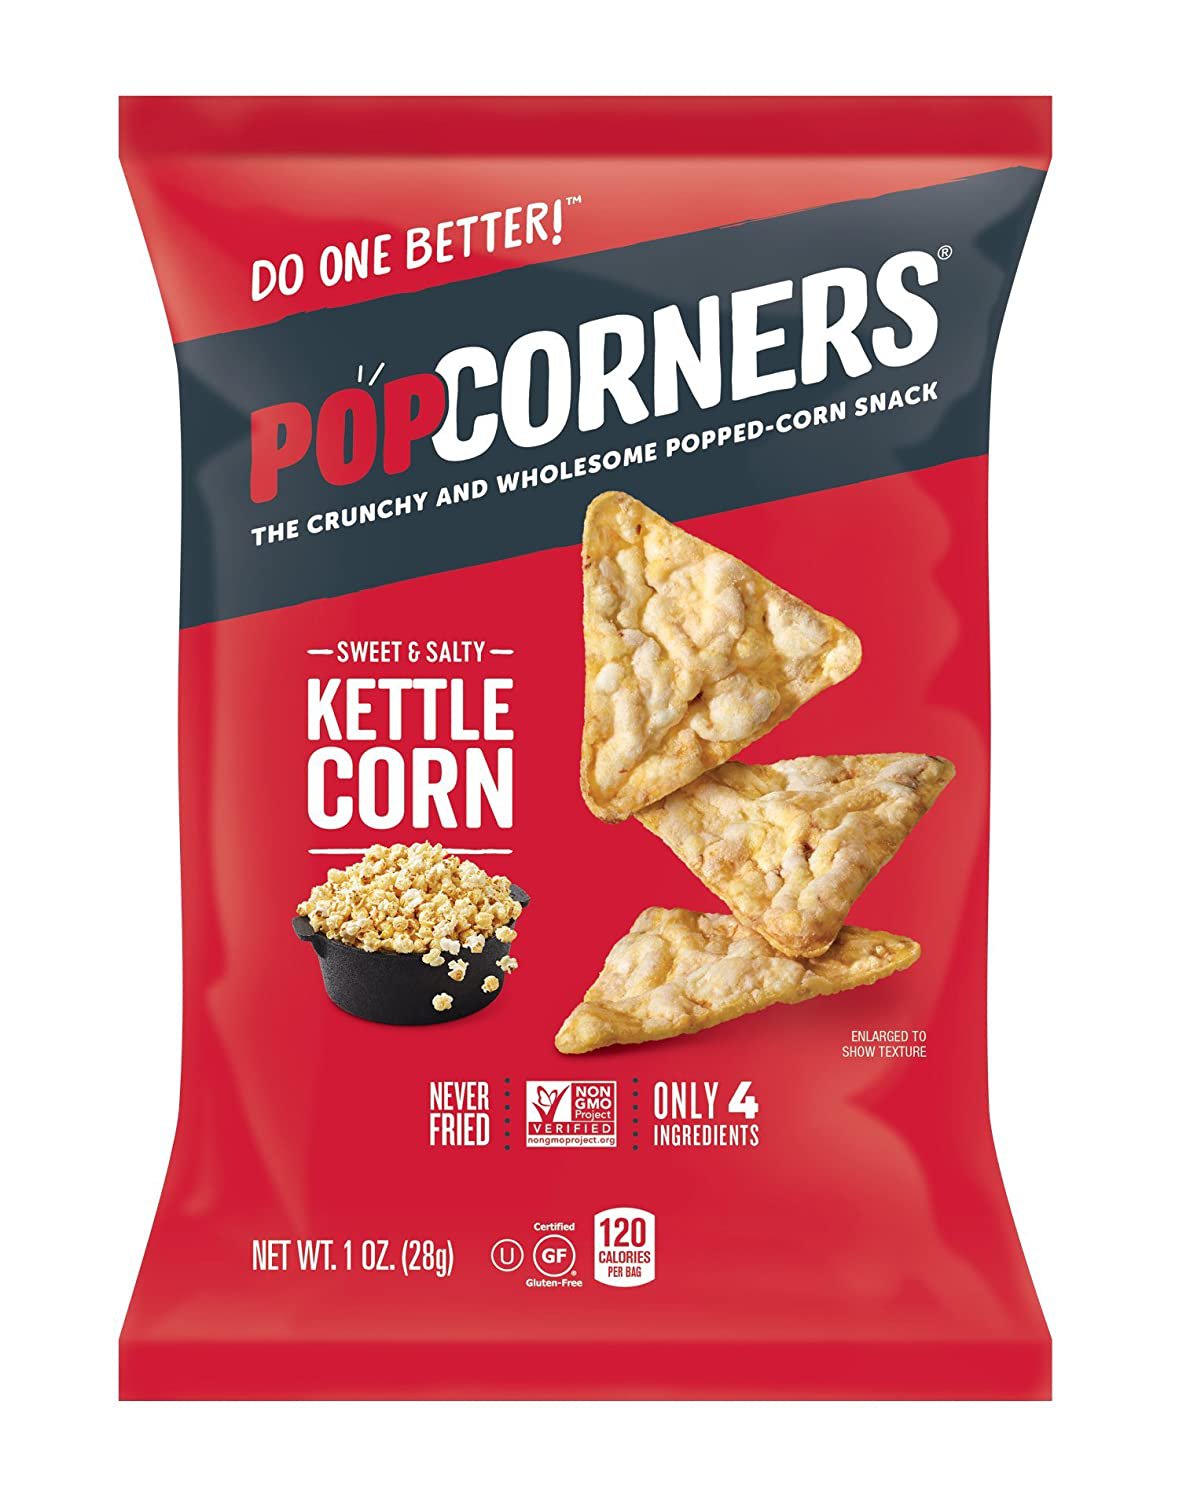 DO ONE BETTER!™
POPCORNERS®
THE CRUNCHY AND WHOLESOME POPPED-CORN SNACK
SWEET & SALTY
KETTLE
CORN
ENLARGED TO
SHOW TEXTURE
NEVER
FRIED
NON
GMO
Project
VERIFIED
nongmoproject.org
ONLY 4
INGREDIENTS
NET WT. 1 OZ. (28g)
U
Certified
GF®
Gluten-Free
120
CALORIES
PER BAG